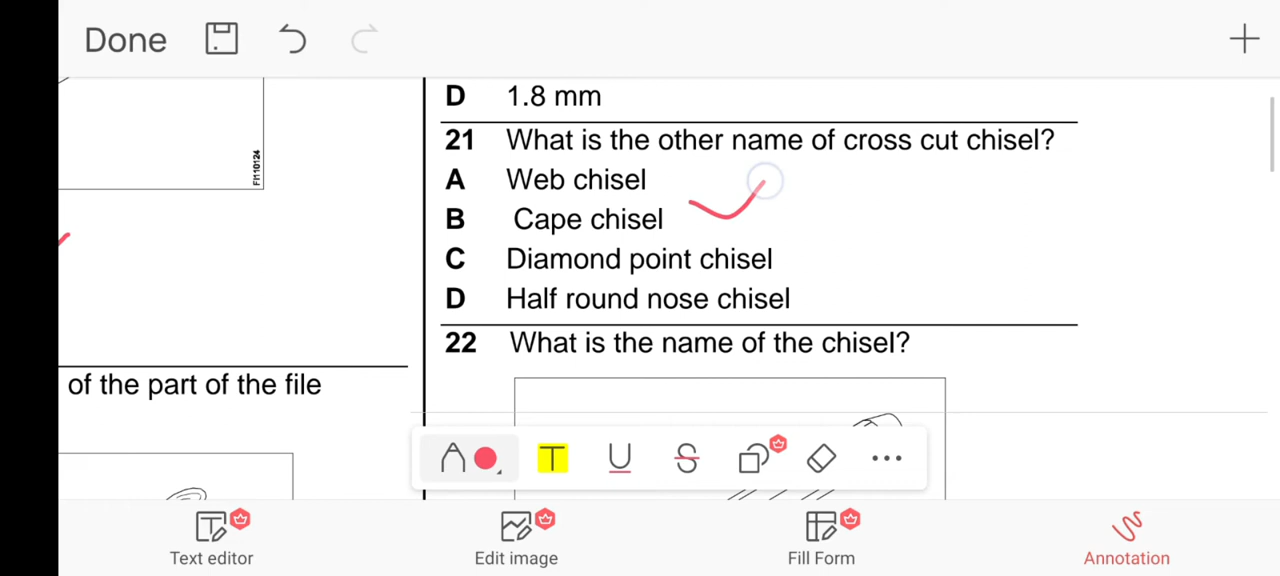 Done
D 1.8 mm
21 What is the other name of cross cut chisel?
A Web chisel
B Cape chisel
C Diamond point chisel
D Half round nose chisel
22 What is the name of the chisel?
FI110124
of the part of the file
T U S
Text editor
Edit image
Fill Form
Annotation